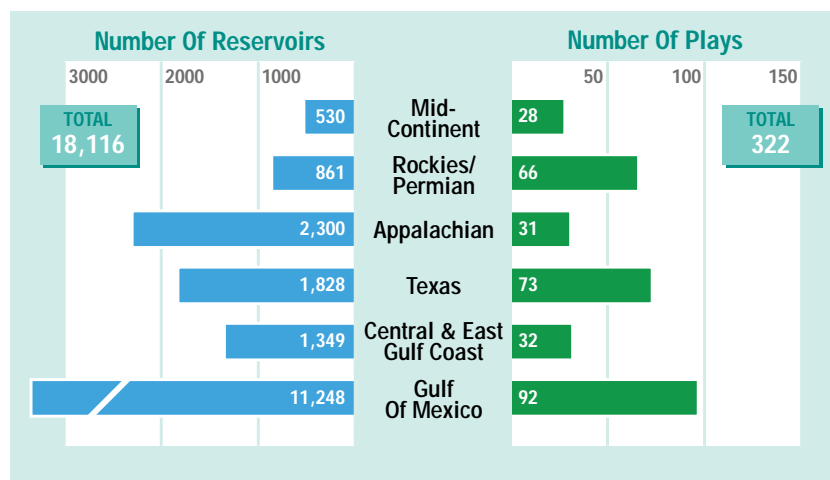 Number Of Reservoirs
Number Of Plays
3000 2000 1000
50 100 150
TOTAL
18,116
TOTAL
322
530
Mid-
Continent
28
861
Rockies/
Permian
66
2,300
Appalachian
31
1,828
Texas
73
1,349
Central & East
Gulf Coast
32
11,248
Gulf
Of Mexico
92